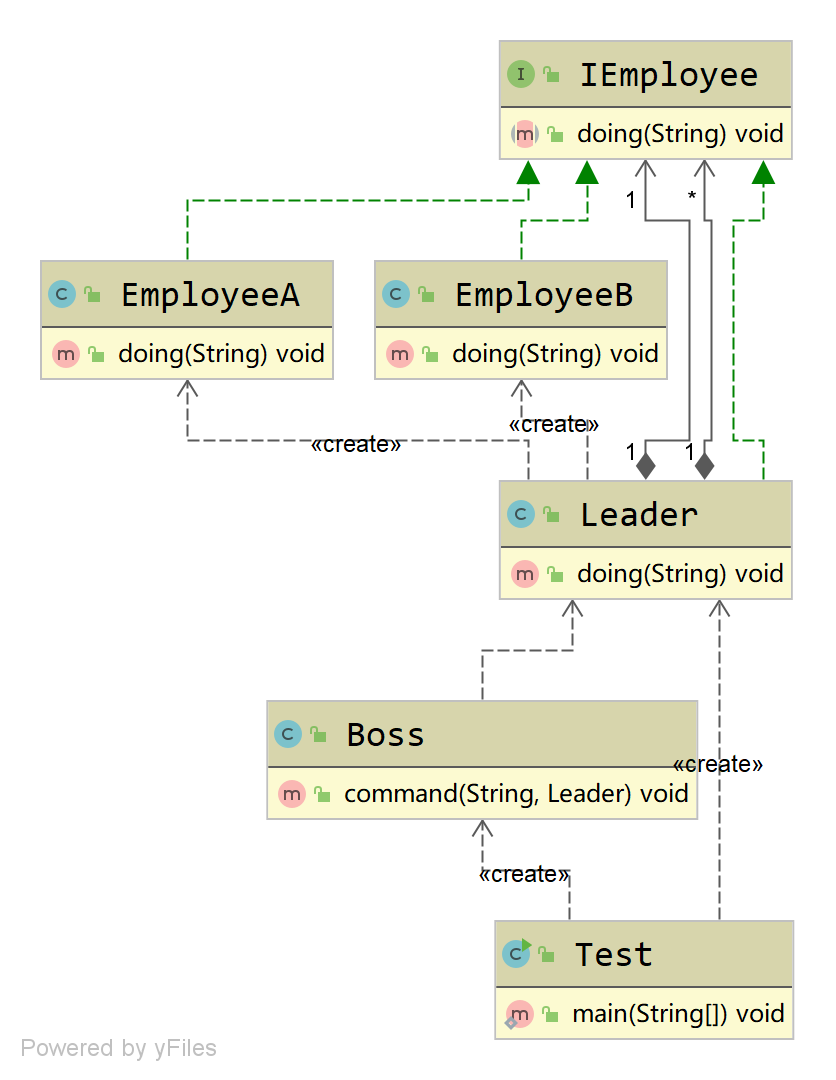 I IEmployee
m doing(String) void
1 *
C EmployeeA
C EmployeeB
m doing(String) void
m doing(String) void
«create»
«create»
1 1
C Leader
m doing(String) void
C Boss
m command(String, Leader) void
«create»
«create»
C Test
m main(String[]) void
Powered by yFiles